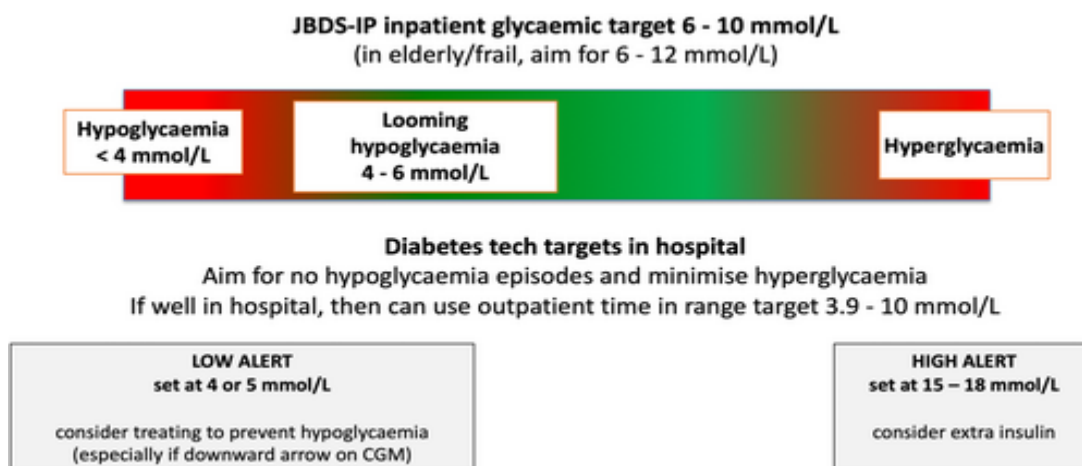 JBDS-IP inpatient glycaemic target 6 - 10 mmol/L
(in elderly/frail, aim for 6 - 12 mmol/L)
Hypoglycaemia
< 4 mmol/L
Looming
hypoglycaemia
4 - 6 mmol/L
Hyperglycaemia
Diabetes tech targets in hospital
Aim for no hypoglycaemia episodes and minimise hyperglycaemia
If well in hospital, then can use outpatient time in range target 3.9 - 10 mmol/L
LOW ALERT
set at 4 or 5 mmol/L
consider treating to prevent hypoglycaemia
(especially if downward arrow on CGM)
HIGH ALERT
set at 15 – 18 mmol/L
consider extra insulin